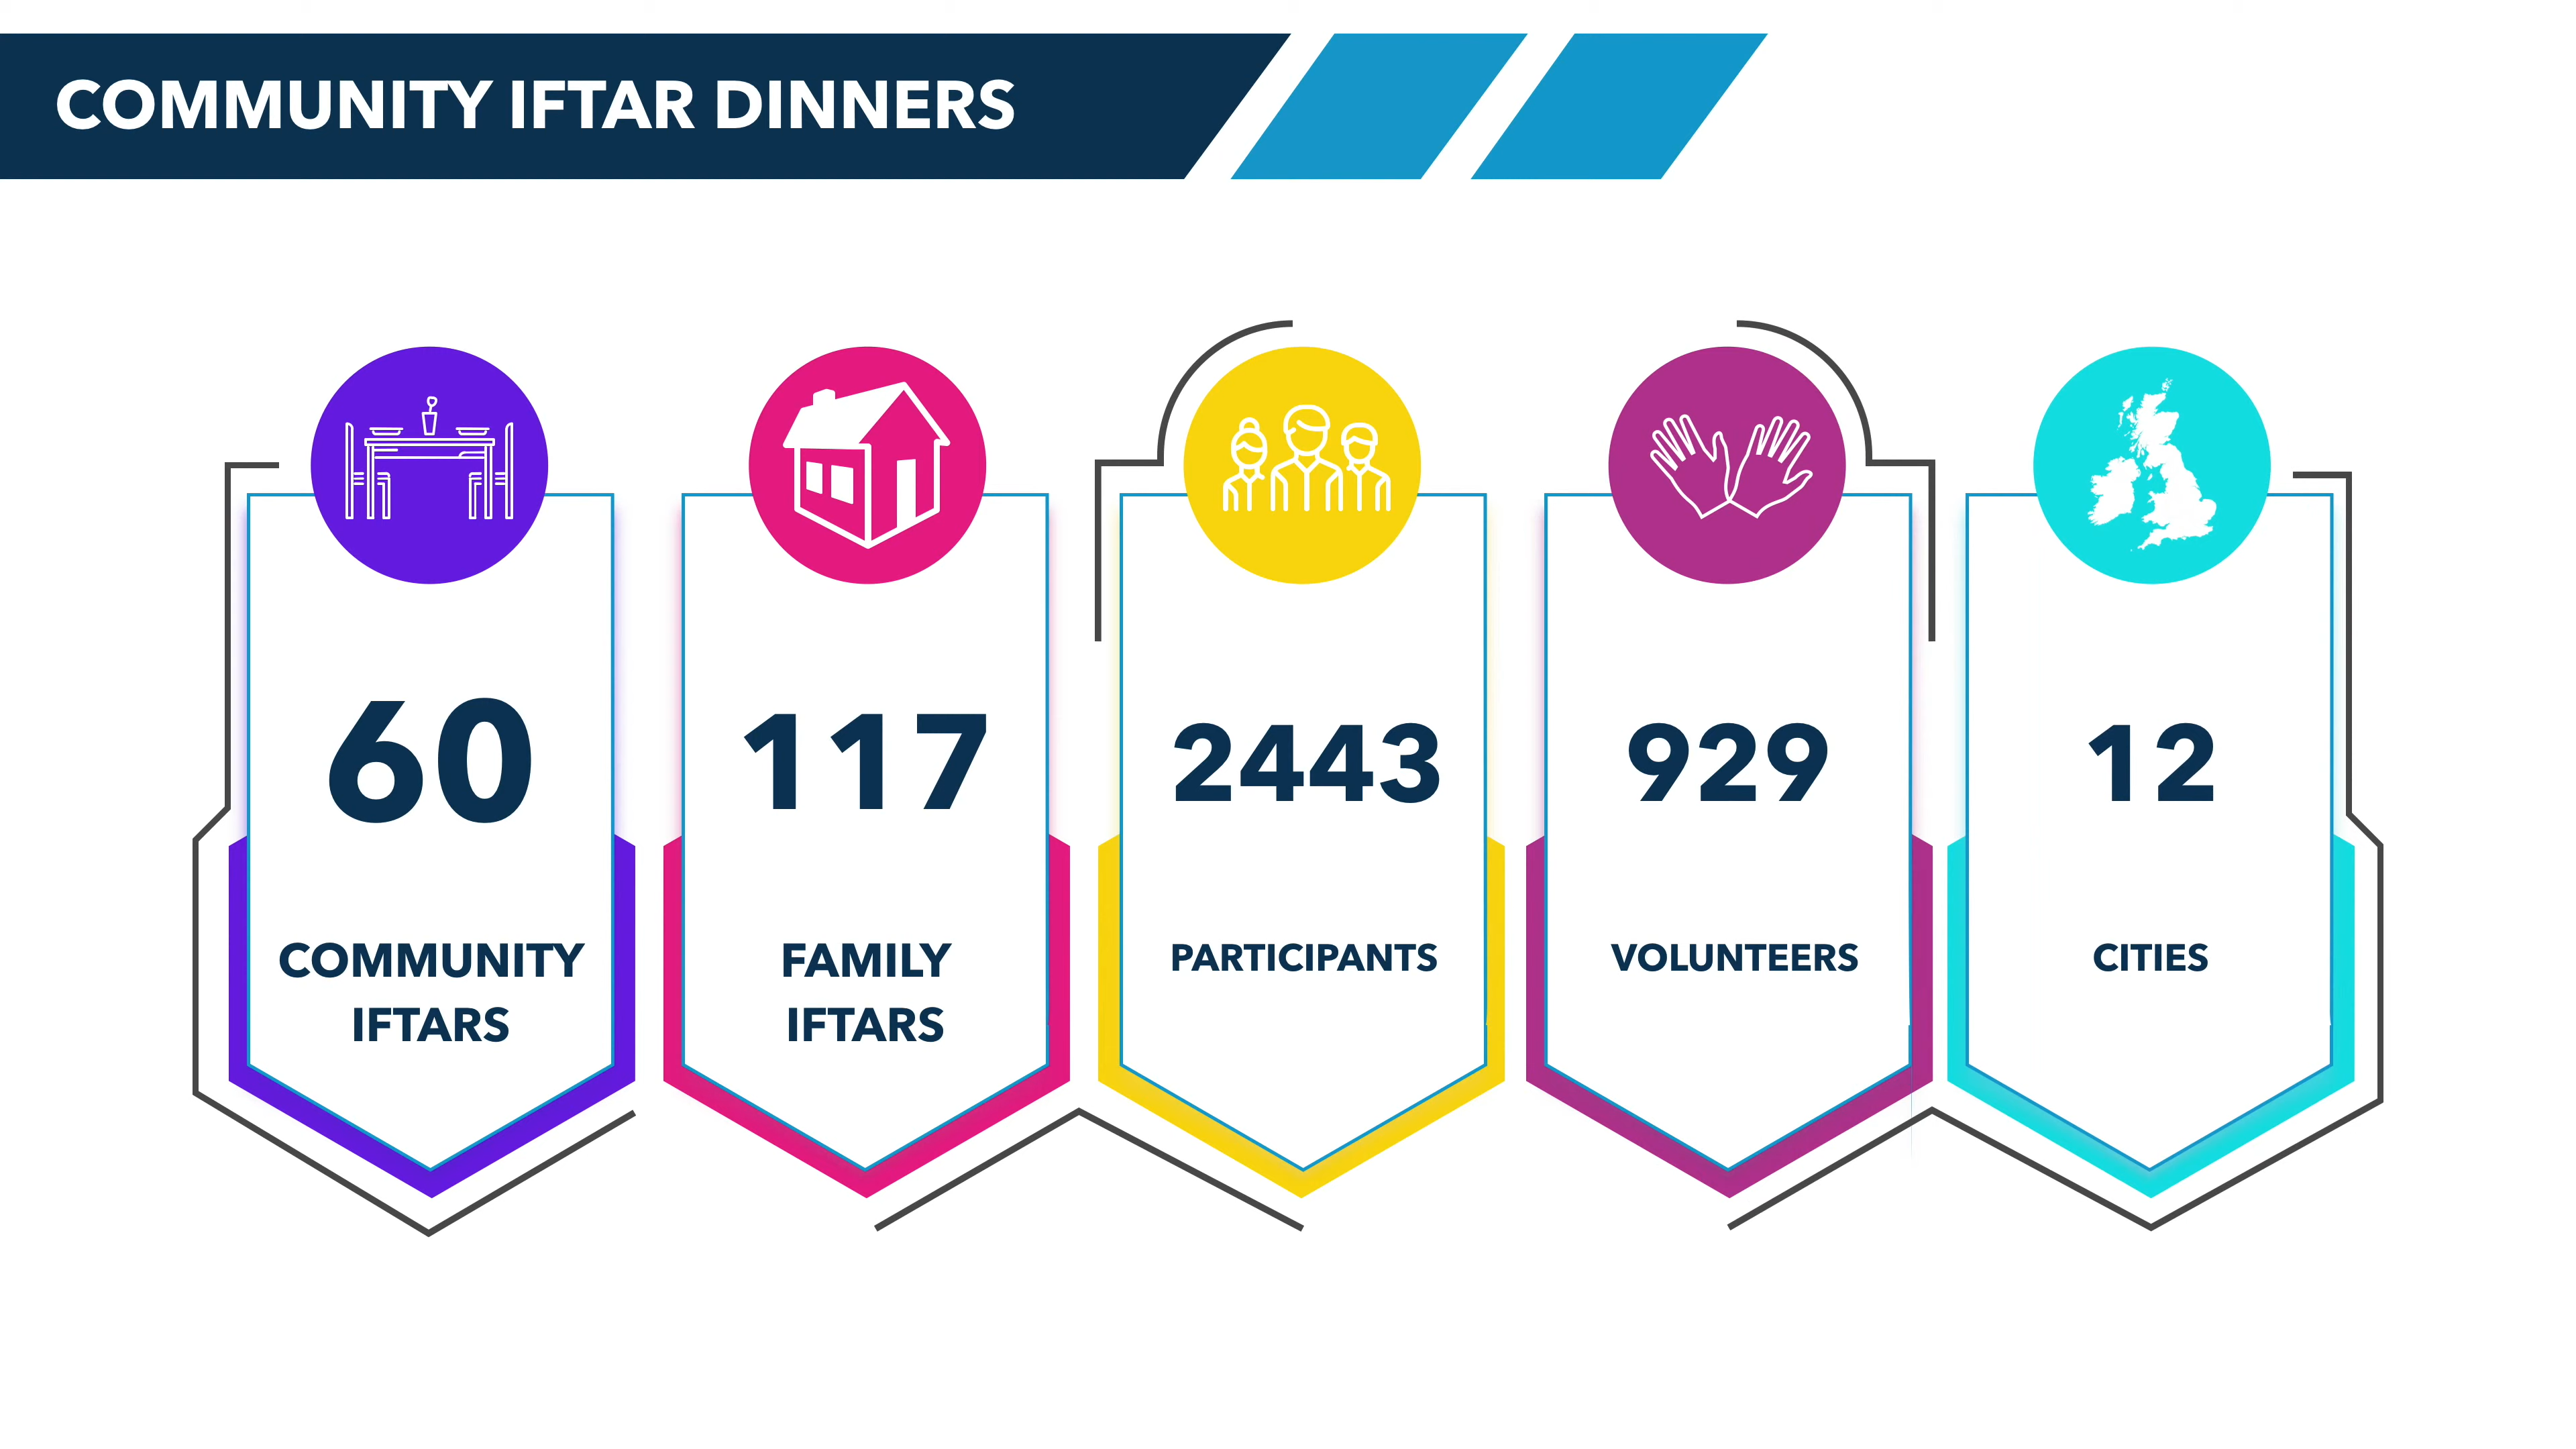 COMMUNITY IFTAR DINNERS
60
COMMUNITY
IFTARS
117
FAMILY
IFTARS
2443
PARTICIPANTS
929
VOLUNTEERS
12
CITIES